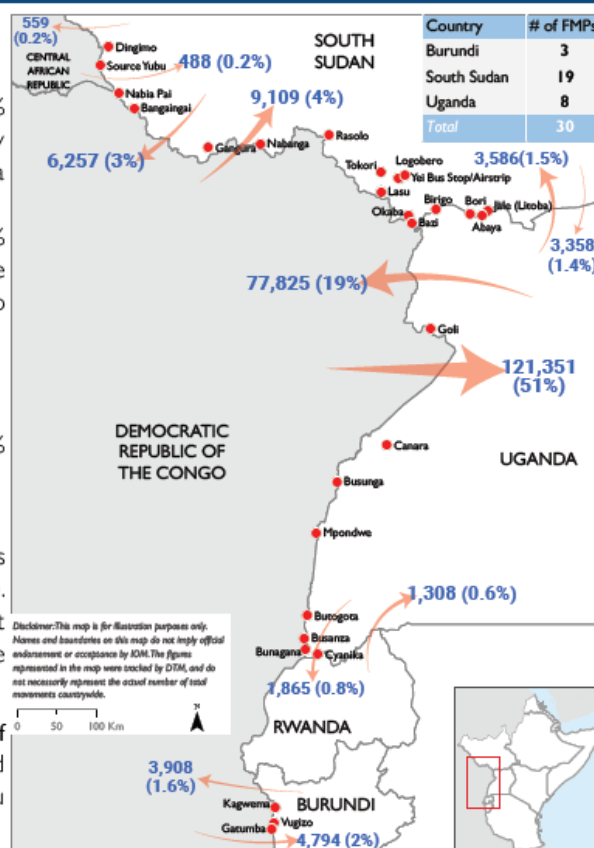 559
(0.2%)
CENTRAL
AFRICAN
REPUBLIC
Dingimo
Source Yubu
488 (0.2%)
SOUTH
SUDAN
Country # of FMPs
Burundi 3
South Sudan 19
Uganda 8
Total 30
Nabia Pai
Bangaingai
9,109 (4%)
6,257 (3%)
Gangura
Nabanga
Rasolo
Tokori
Logobero
Yei Bus Stop/Airstrip
3,586(1.5%)
Lasu
Okaba
Bazi
Birigo
Bori
Jale (Litoba)
Abaya
3,358
(1.4%)
77,825 (19%)
Goli
121,351
(51%)
DEMOCRATIC
REPUBLIC OF
THE CONGO
Canara
UGANDA
Busunga
Mpondwe
1,308 (0.6%)
Butogota
Busanza
Bunagana
Cyanika
Disclaimer: This map is for illustration purposes only.
Names and boundaries on this map do not imply official
endorsement or acceptance by IOM. The figures
represented in the map were tracked by DTM, and do
not necessarily represent the actual number of total
movements countrywide.
0 50 100 Km
N
1,865 (0.8%)
RWANDA
3,908
(1.6%)
Kagwema
BURUNDI
Vugizo
Gatumba
4,794 (2%)